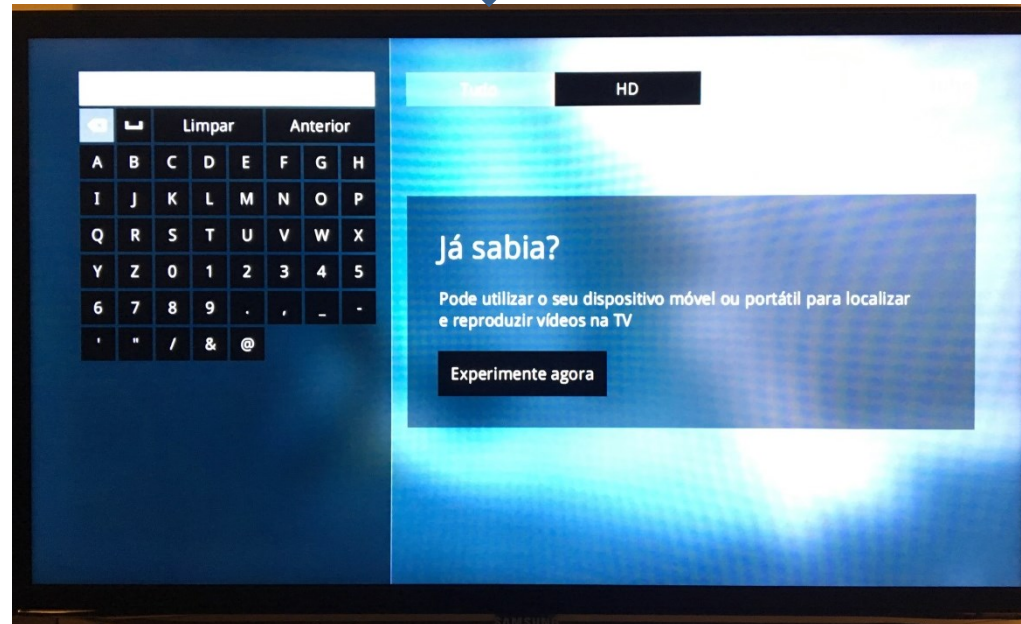 Tudo
HD
Limpar Anterior
A B C D E F G H
I J K L M N O P
Q R S T U V W X
Y Z 0 1 2 3 4 5
6 7 8 9 . , _ -
' " / & @
Já sabia?
Pode utilizar o seu dispositivo móvel ou portátil para localizar
e reproduzir vídeos na TV
Experimente agora